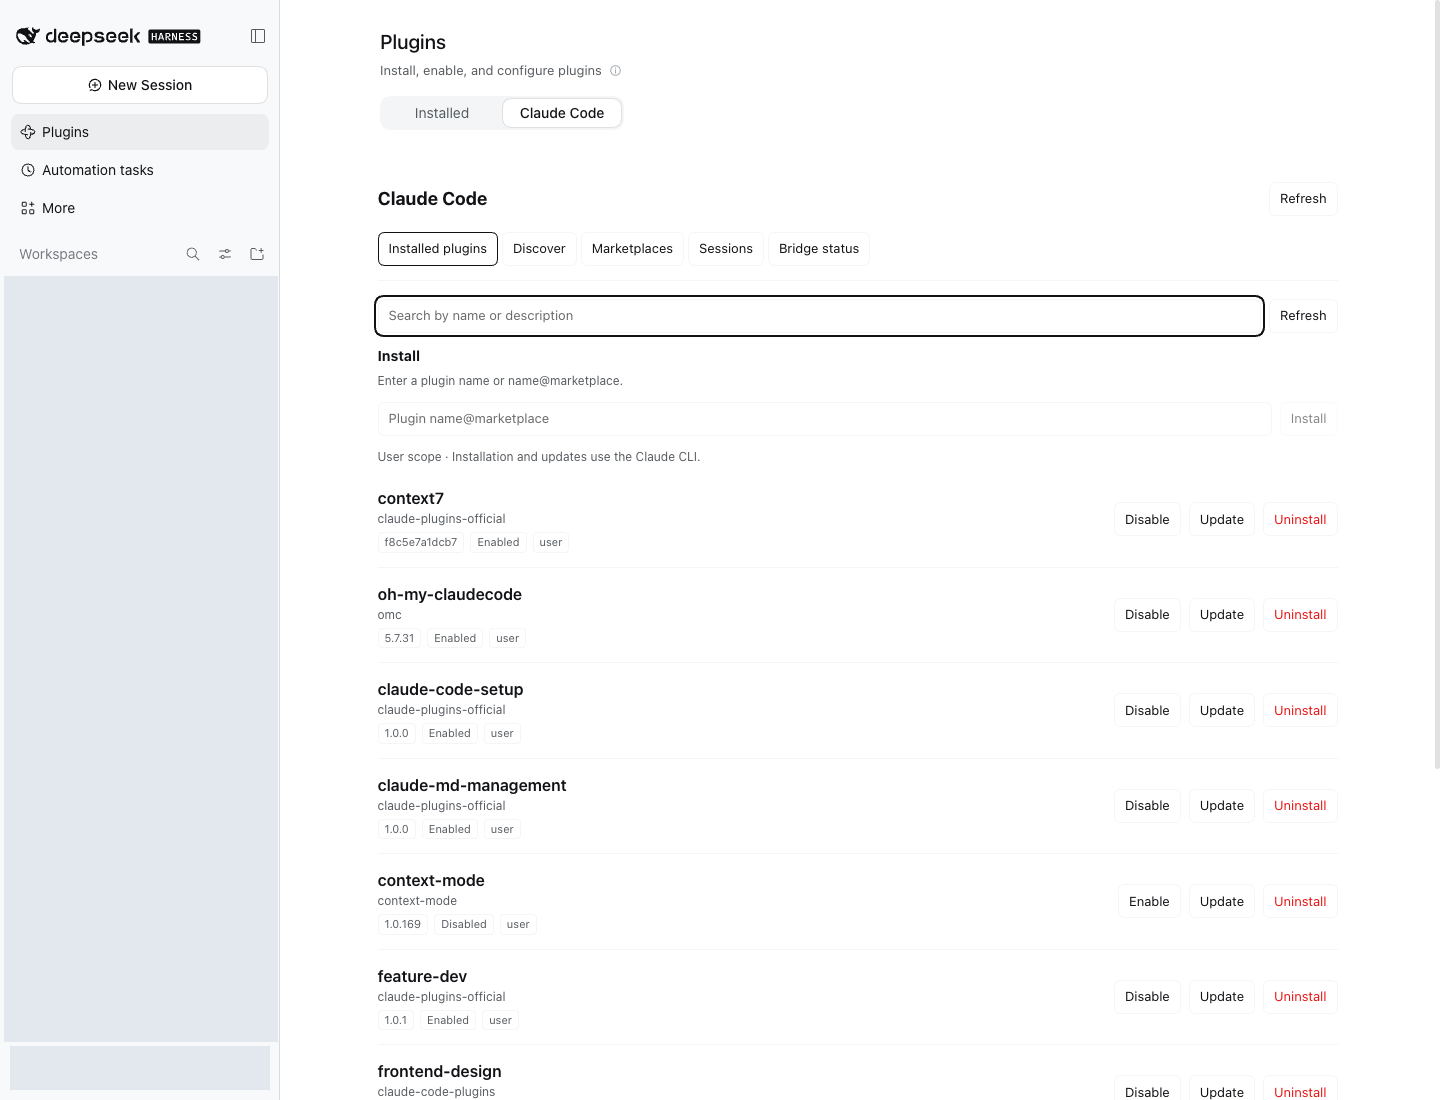 deepseek HARNESS
New Session
Plugins
Automation tasks
More
Workspaces
Plugins
Install, enable, and configure plugins
Installed
Claude Code
Claude Code
Refresh
Installed plugins
Discover
Marketplaces
Sessions
Bridge status
Search by name or description
Refresh
Install
Enter a plugin name or name@marketplace.
Plugin name@marketplace
Install
User scope · Installation and updates use the Claude CLI.
context7
claude-plugins-official
f8c5e7a1dcb7 Enabled user
Disable Update Uninstall
oh-my-claudecode
omc
5.7.31 Enabled user
Disable Update Uninstall
claude-code-setup
claude-plugins-official
1.0.0 Enabled user
Disable Update Uninstall
claude-md-management
claude-plugins-official
1.0.0 Enabled user
Disable Update Uninstall
context-mode
context-mode
1.0.169 Disabled user
Enable Update Uninstall
feature-dev
claude-plugins-official
1.0.1 Enabled user
Disable Update Uninstall
frontend-design
claude-code-plugins
Disable Update Uninstall